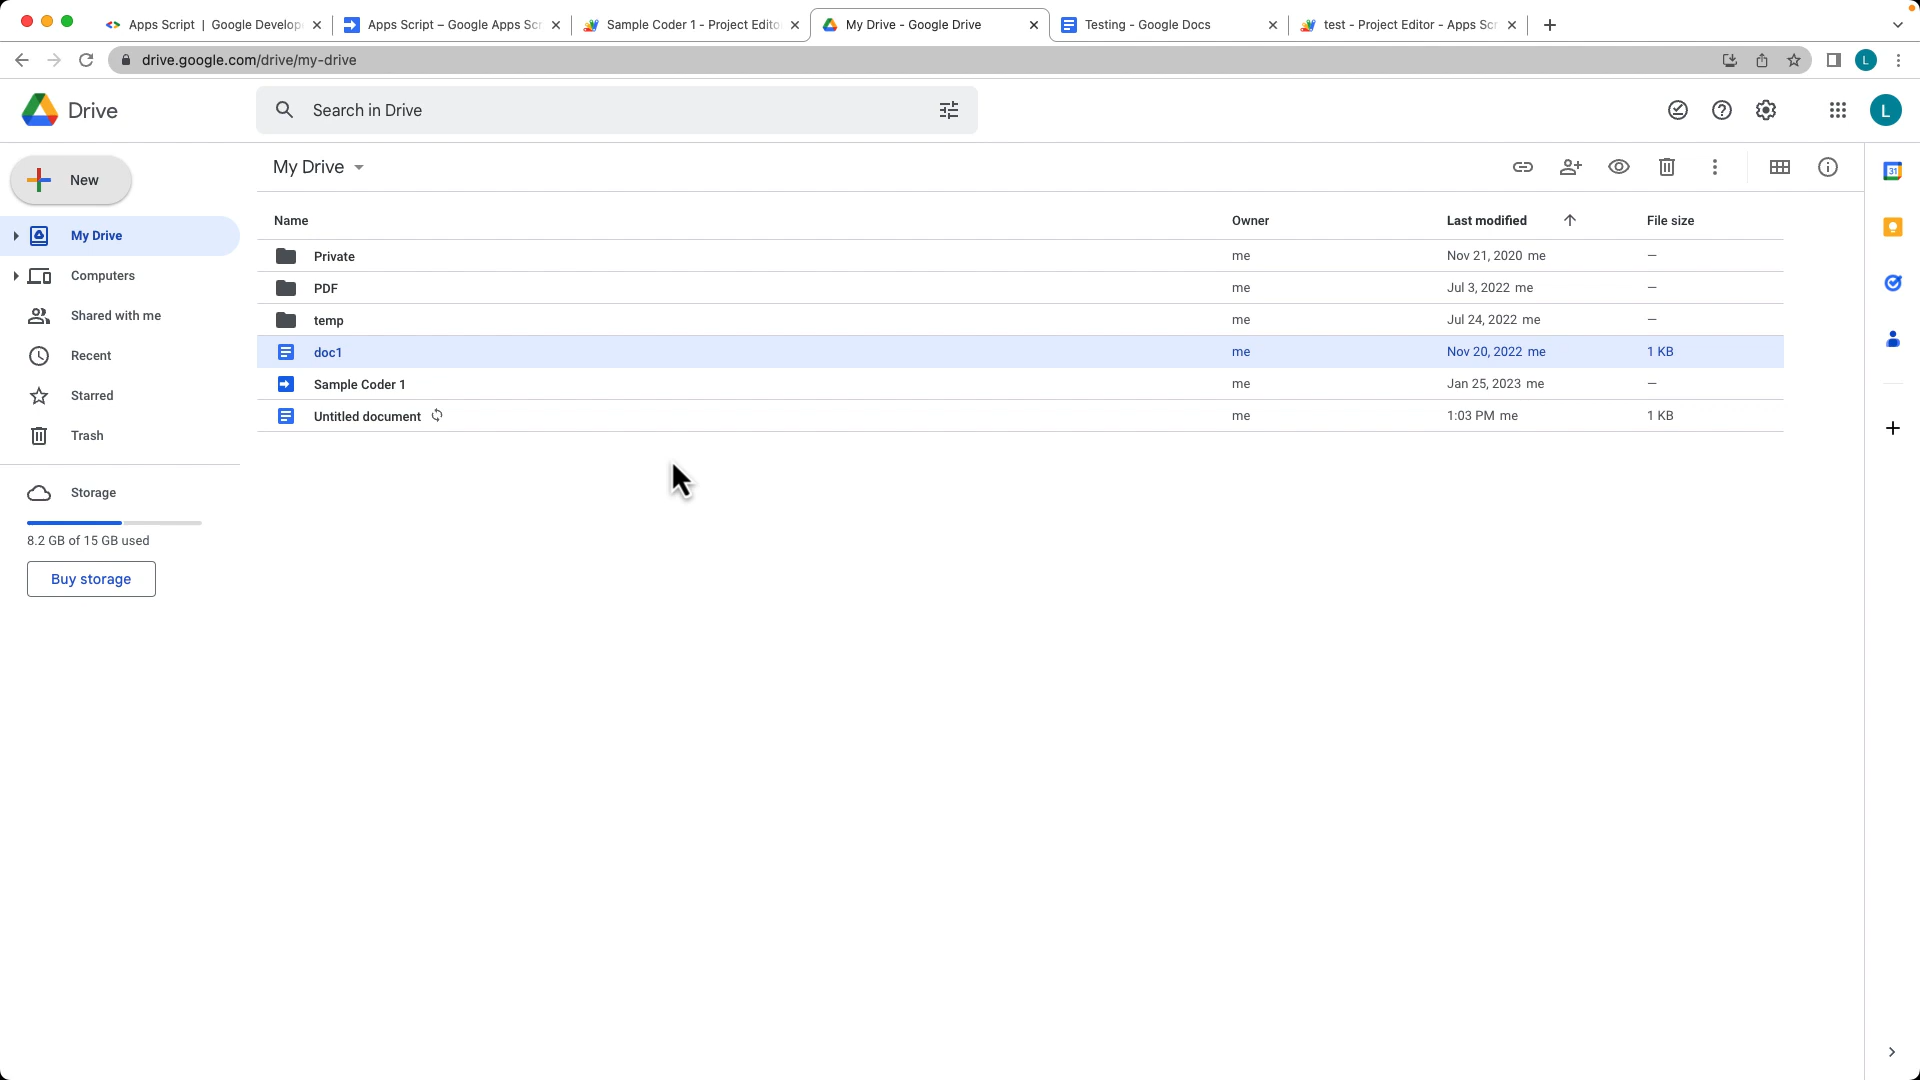 Apps Script | Google Develop
Apps Script – Google Apps Scr
Sample Coder 1 - Project Edito
My Drive - Google Drive
Testing - Google Docs
test - Project Editor - Apps Scr
drive.google.com/drive/my-drive
L
Drive
Search in Drive
L
New
My Drive
31
Name
Owner
Last modified
File size
My Drive
Private
me
Nov 21, 2020 me
–
Computers
PDF
me
Jul 3, 2022 me
–
Shared with me
temp
me
Jul 24, 2022 me
–
Recent
doc1
me
Nov 20, 2022 me
1 KB
Starred
Sample Coder 1
me
Jan 25, 2023 me
–
Trash
Untitled document
me
1:03 PM me
1 KB
Storage
8.2 GB of 15 GB used
Buy storage